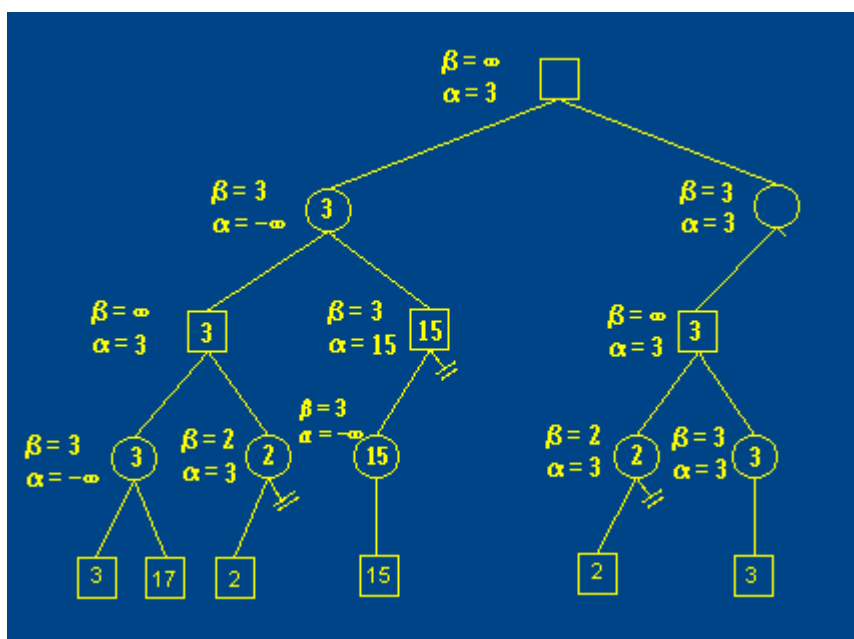 β = ∞
α = 3
β = 3
α = −∞
3
β = 3
α = 3
β = ∞
α = 3
3
β = 3
α = 15
15
β = ∞
α = 3
3
β = 3
α = −∞
3
β = 2
α = 3
2
β = 3
α = −∞
15
β = 2
α = 3
2
β = 3
α = 3
3
3
17
2
15
2
3